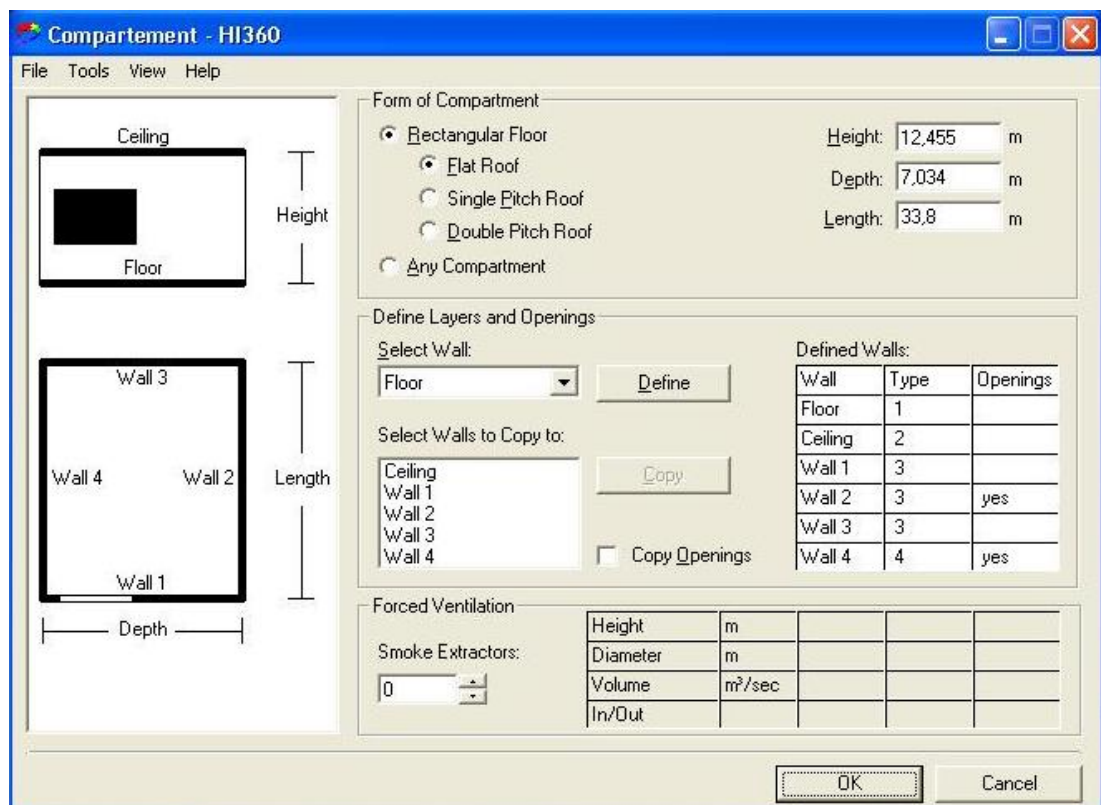 Compartement - HI360
File Tools View Help
Ceiling
Height
Floor
Wall 3
Wall 4 Wall 2 Length
Wall 1
Depth
Form of Compartment
Rectangular Floor
Flat Roof
Single Pitch Roof
Double Pitch Roof
Any Compartment
Height: 12,455 m
Depth: 7,034 m
Length: 33,8 m
Define Layers and Openings
Select Wall:
Floor Define
Select Walls to Copy to:
Ceiling
Wall 1
Wall 2
Wall 3
Wall 4
Copy
Copy Openings
Defined Walls:
Wall Type Openings
Floor 1
Ceiling 2
Wall 1 3
Wall 2 3 yes
Wall 3 3
Wall 4 4 yes
Forced Ventilation
Smoke Extractors:
0
Height m
Diameter m
Volume m³/sec
In/Out
OK Cancel